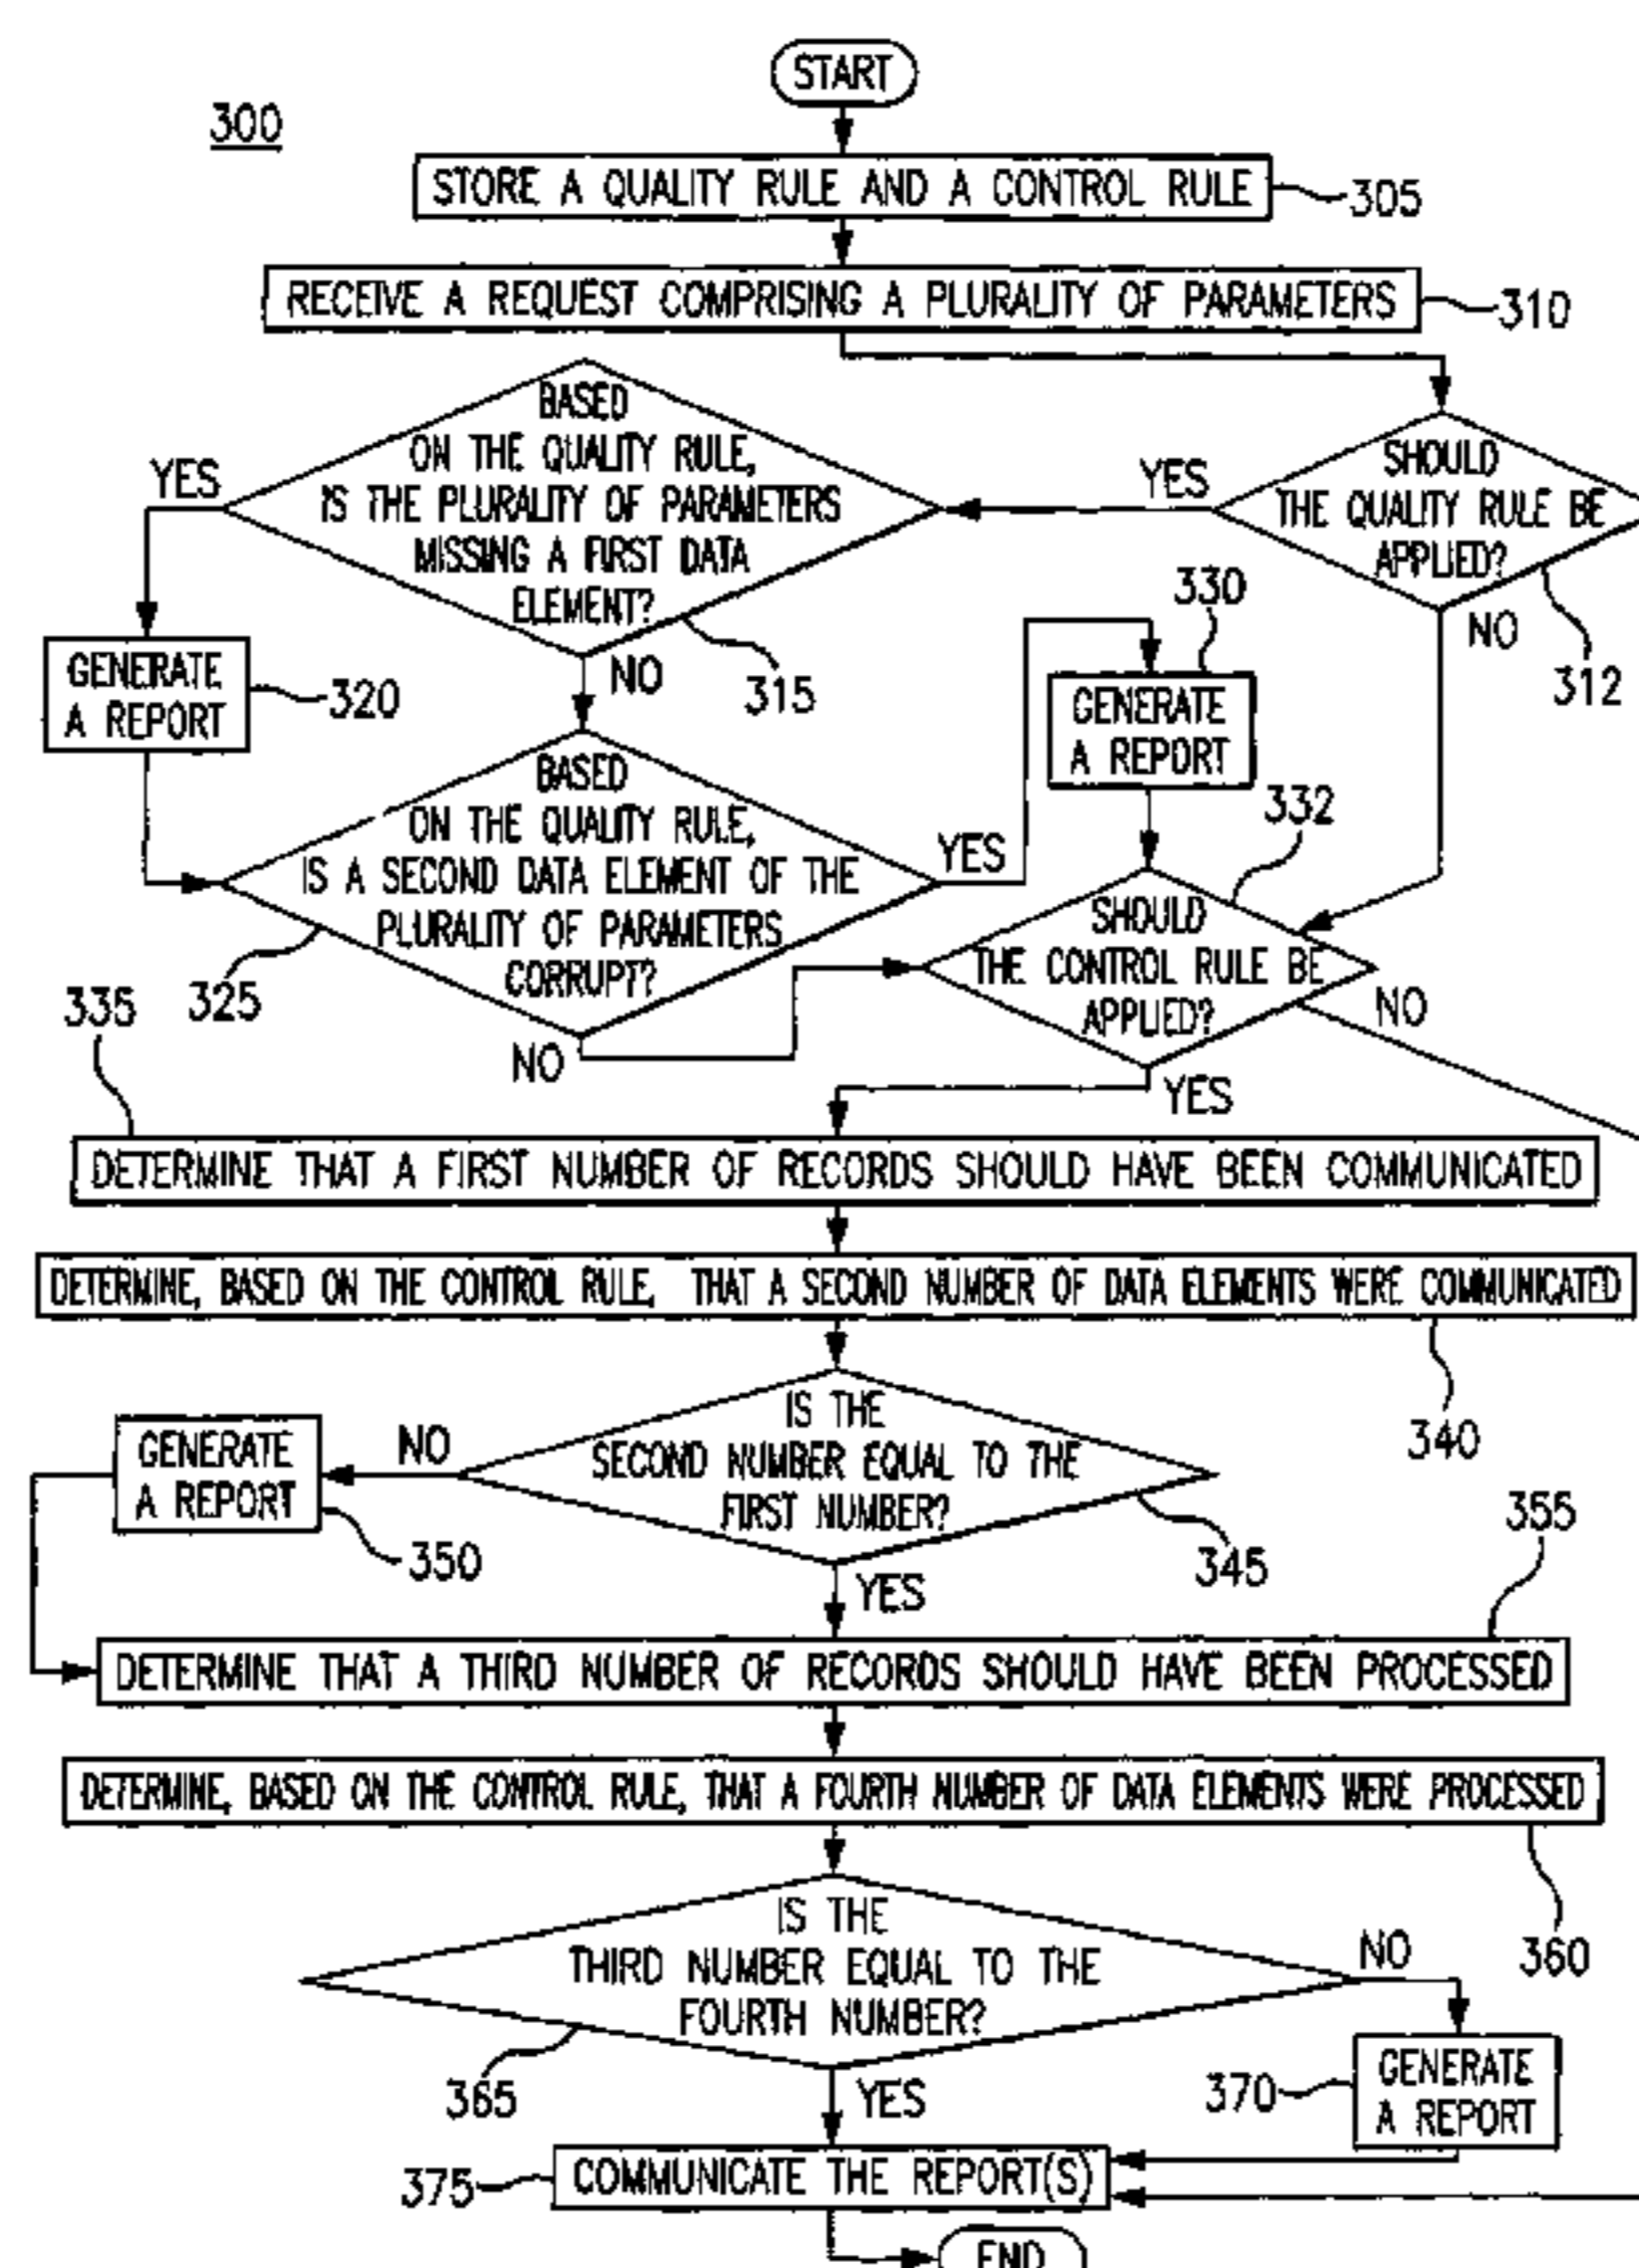 START
300
STORE A QUALITY RULE AND A CONTROL RULE
305
RECEIVE A REQUEST COMPRISING A PLURALITY OF PARAMETERS
310
BASED
ON THE QUALITY RULE,
IS THE PLURALITY OF PARAMETERS
MISSING A FIRST DATA
ELEMENT?
YES
NO
315
YES
SHOULD
THE QUALITY RULE BE
APPLIED?
NO
312
GENERATE
A REPORT
320
330
GENERATE
A REPORT
BASED
ON THE QUALITY RULE,
IS A SECOND DATA ELEMENT OF THE
PLURALITY OF PARAMETERS
CORRUPT?
YES
325
NO
332
SHOULD
THE CONTROL RULE BE
APPLIED?
NO
YES
335
DETERMINE THAT A FIRST NUMBER OF RECORDS SHOULD HAVE BEEN COMMUNICATED
DETERMINE, BASED ON THE CONTROL RULE, THAT A SECOND NUMBER OF DATA ELEMENTS WERE COMMUNICATED
340
IS THE
SECOND NUMBER EQUAL TO THE
FIRST NUMBER?
NO
GENERATE
A REPORT
350
345
YES
355
DETERMINE THAT A THIRD NUMBER OF RECORDS SHOULD HAVE BEEN PROCESSED
DETERMINE, BASED ON THE CONTROL RULE, THAT A FOURTH NUMBER OF DATA ELEMENTS WERE PROCESSED
360
IS THE
THIRD NUMBER EQUAL TO THE
FOURTH NUMBER?
NO
365
YES
370
GENERATE
A REPORT
375
COMMUNICATE THE REPORT(S)
END